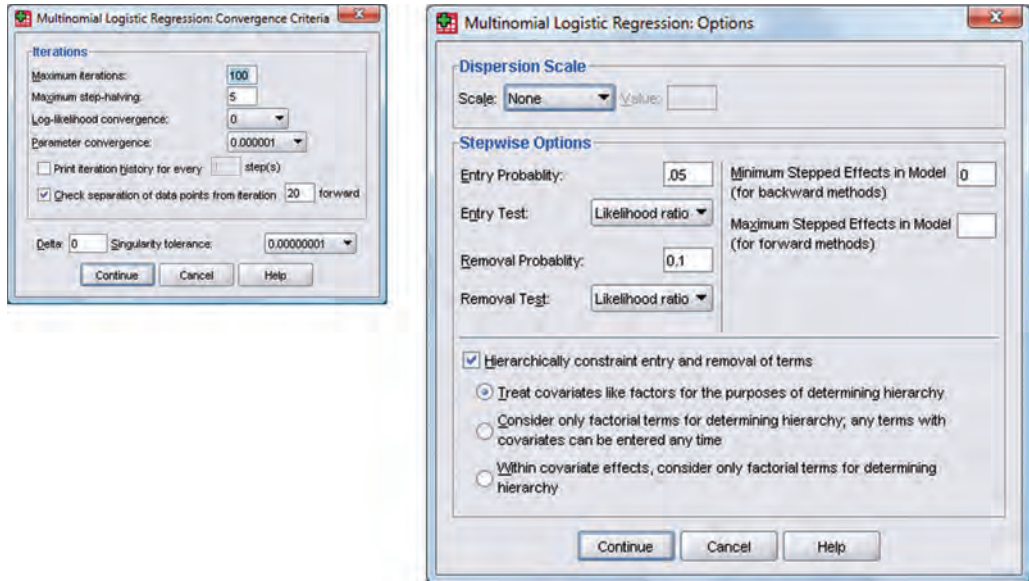 Multinomial Logistic Regression: Convergence Criteria
Iterations
Maximum iterations: 100
Maximum step-halving: 5
Log-likelihood convergence: 0
Parameter convergence: 0.000001
Print iteration history for every 1 step(s)
Check separation of data points from iteration 20 forward
Delta: 0 Singularity tolerance: 0.00000001
Continue Cancel Help
Multinomial Logistic Regression: Options
Dispersion Scale
Scale: None Value:
Stepwise Options
Entry Probablity: .05
Entry Test: Likelihood ratio
Removal Probablity: 0.1
Removal Test: Likelihood ratio
Minimum Stepped Effects in Model 0
(for backward methods)
Maximum Stepped Effects in Model
(for forward methods)
Hierarchically constraint entry and removal of terms
Treat covariates like factors for the purposes of determining hierarchy
Consider only factorial terms for determining hierarchy; any terms with
covariates can be entered any time
Within covariate effects, consider only factorial terms for determining
hierarchy
Continue Cancel Help